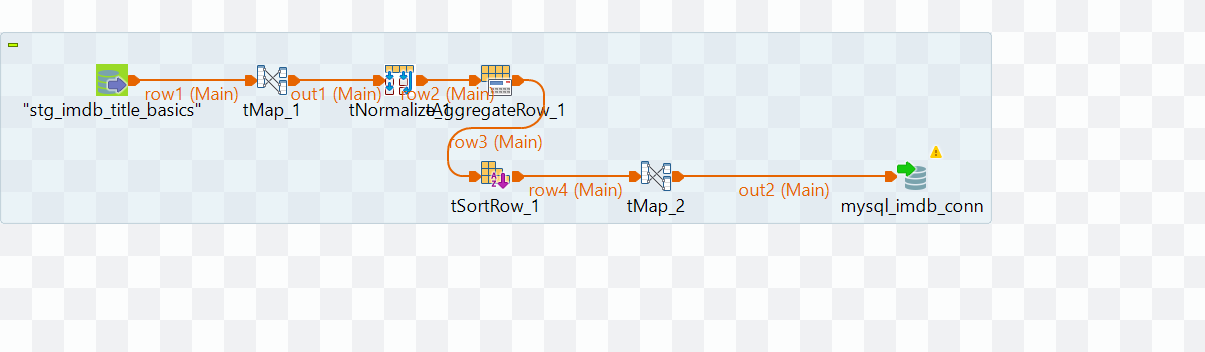 row1 (Main)
out1 (Main)
row2 (Main)
"stg_imdb_title_basics"
tMap_1
tNormalize_1
tAggregateRow_1
row3 (Main)
row4 (Main)
out2 (Main)
tSortRow_1
tMap_2
mysql_imdb_conn